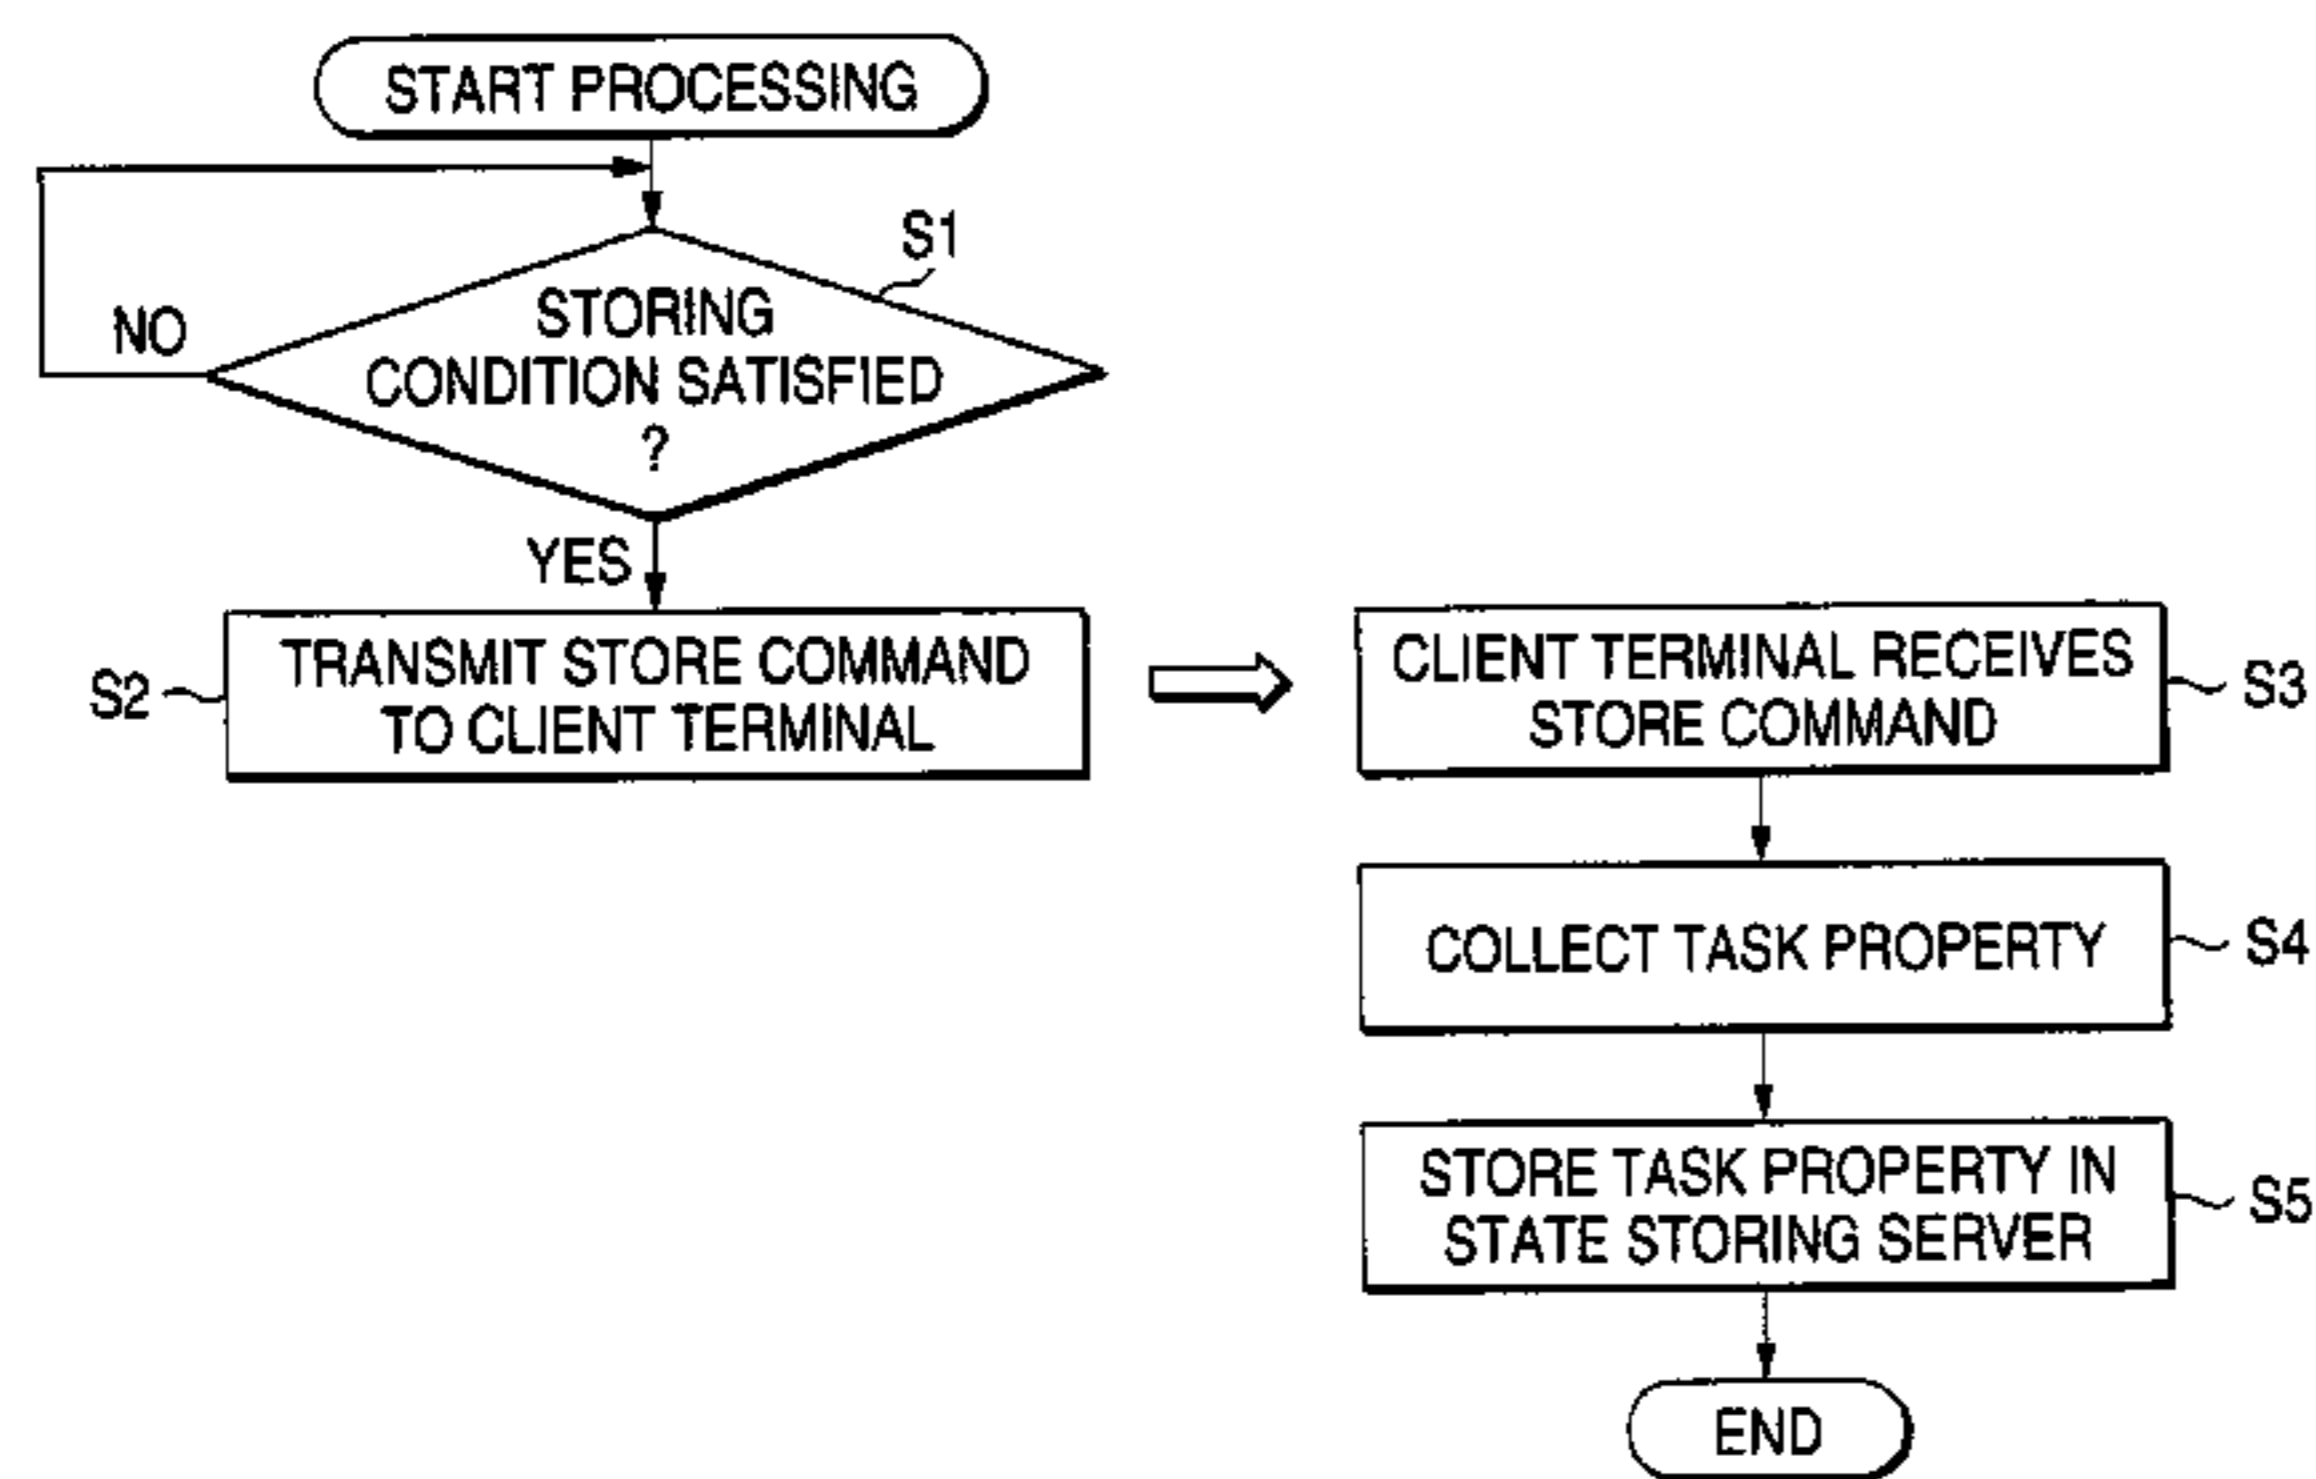 START PROCESSING
S1
STORING
CONDITION SATISFIED
?
NO
YES
S2
TRANSMIT STORE COMMAND
TO CLIENT TERMINAL
CLIENT TERMINAL RECEIVES
STORE COMMAND
S3
COLLECT TASK PROPERTY
S4
STORE TASK PROPERTY IN
STATE STORING SERVER
S5
END